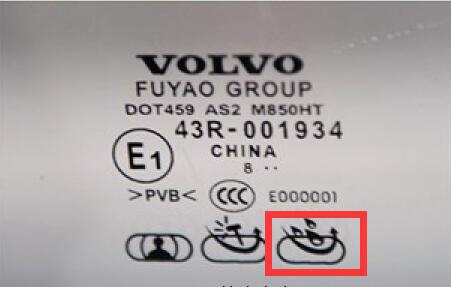 VOLVO
FUYAO GROUP
DOT459 AS2 M850HT
43R-001934
E1
CHINA
8 ..
>PVB< CCC E000001